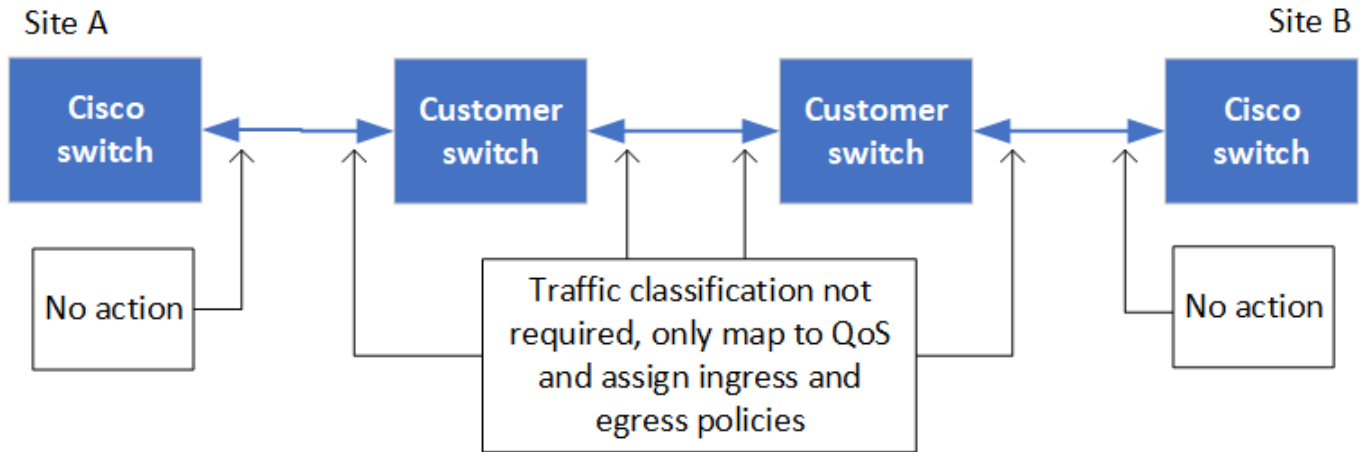 Site A
Site B
Cisco
switch
Customer
switch
Customer
switch
Cisco
switch
No action
Traffic classification not
required, only map to QoS
and assign ingress and
egress policies
No action